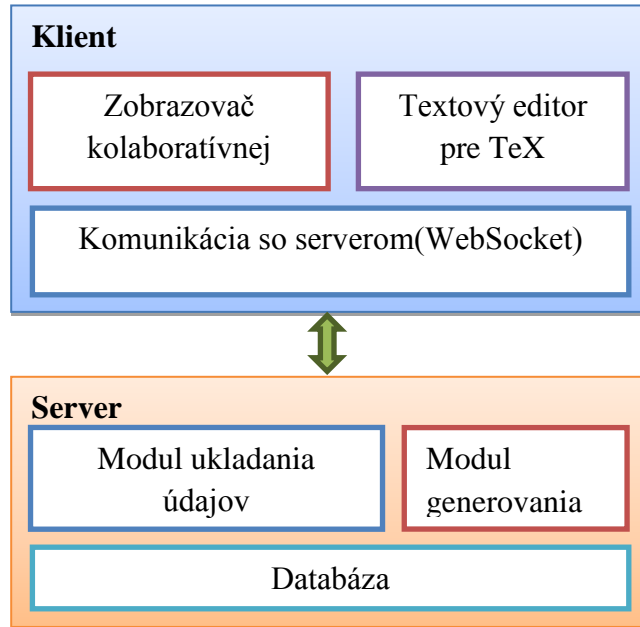 Klient
Zobrazovač
kolaboratívnej
Textový editor
pre TeX
Komunikácia so serverom(WebSocket)
Server
Modul ukladania
údajov
Modul
generovania
Databáza